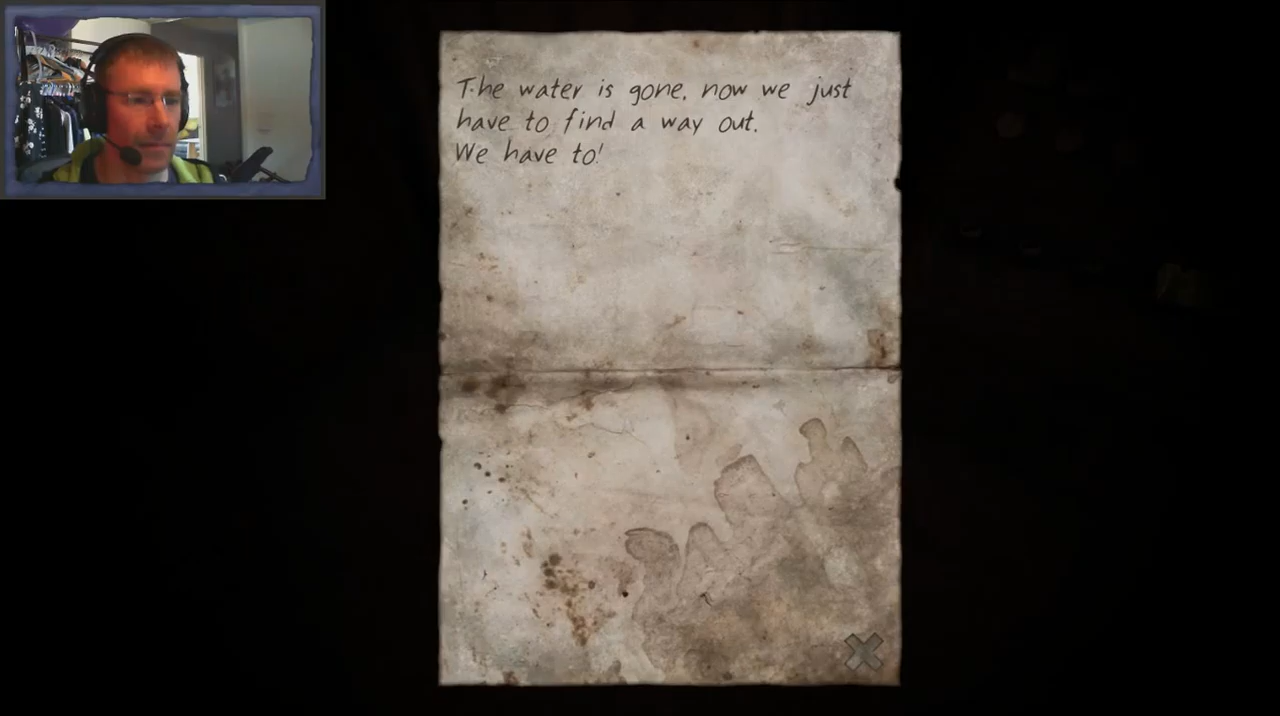 The water is gone, now we just
have to find a way out.
We have to!